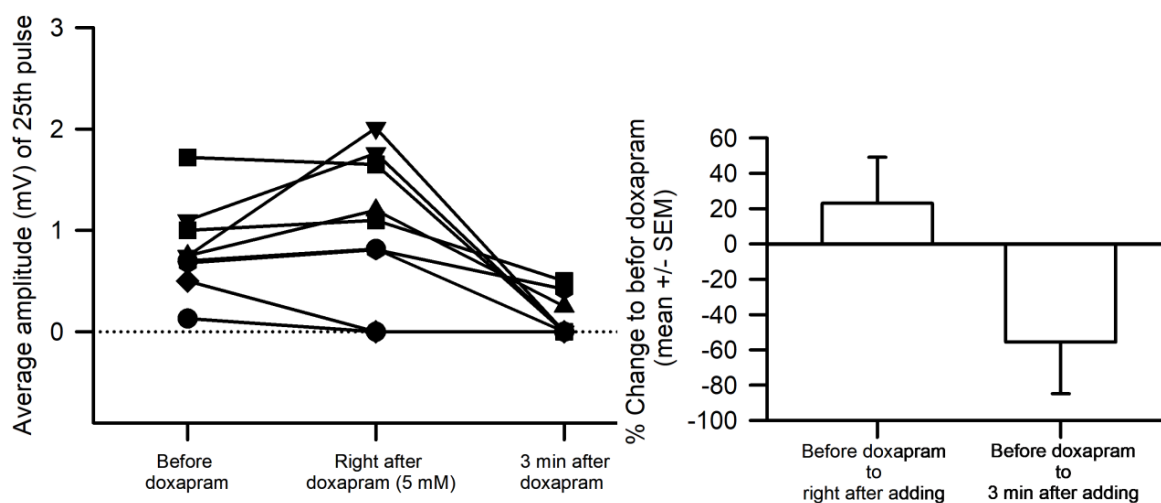 Average amplitude (mV) of 25th pulse
3
2
1
0
Before
doxapram
Right after
doxapram (5 mM)
3 min after
doxapram
% Change to befor doxapram
(mean +/- SEM)
60
40
20
0
-20
-40
-60
-80
-100
Before doxapram
to
right after adding
Before doxapram
to
3 min after adding